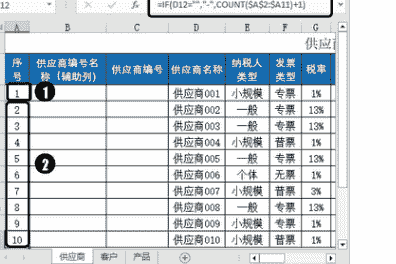 12
fx
=IF(D12="","-",COUNT($A$2:$A11)+1)
A B C D E F G
供应商
序号 供应商编号名称（辅助列） 供应商编号 供应商名称 纳税人类型 发票类型 税率
1 供应商001 小规模 专票 1%
2 供应商002 一般 专票 13%
3 供应商003 一般 专票 13%
4 供应商004 小规模 普票 1%
5 供应商005 一般 专票 13%
6 供应商006 个体 无票 1%
7 供应商007 小规模 专票 3%
8 供应商008 一般 专票 13%
9 供应商009 小规模 专票 1%
10 供应商010 小规模 普票 1%
1
2
供应商 客户 产品